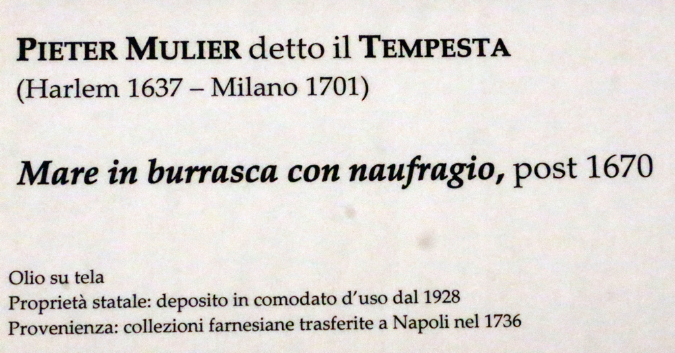 PIETER MULIER detto il TEMPESTA
(Harlem 1637 – Milano 1701)
Mare in burrasca con naufragio, post 1670
Olio su tela
Proprietà statale: deposito in comodato d'uso dal 1928
Provenienza: collezioni farnesiane trasferite a Napoli nel 1736